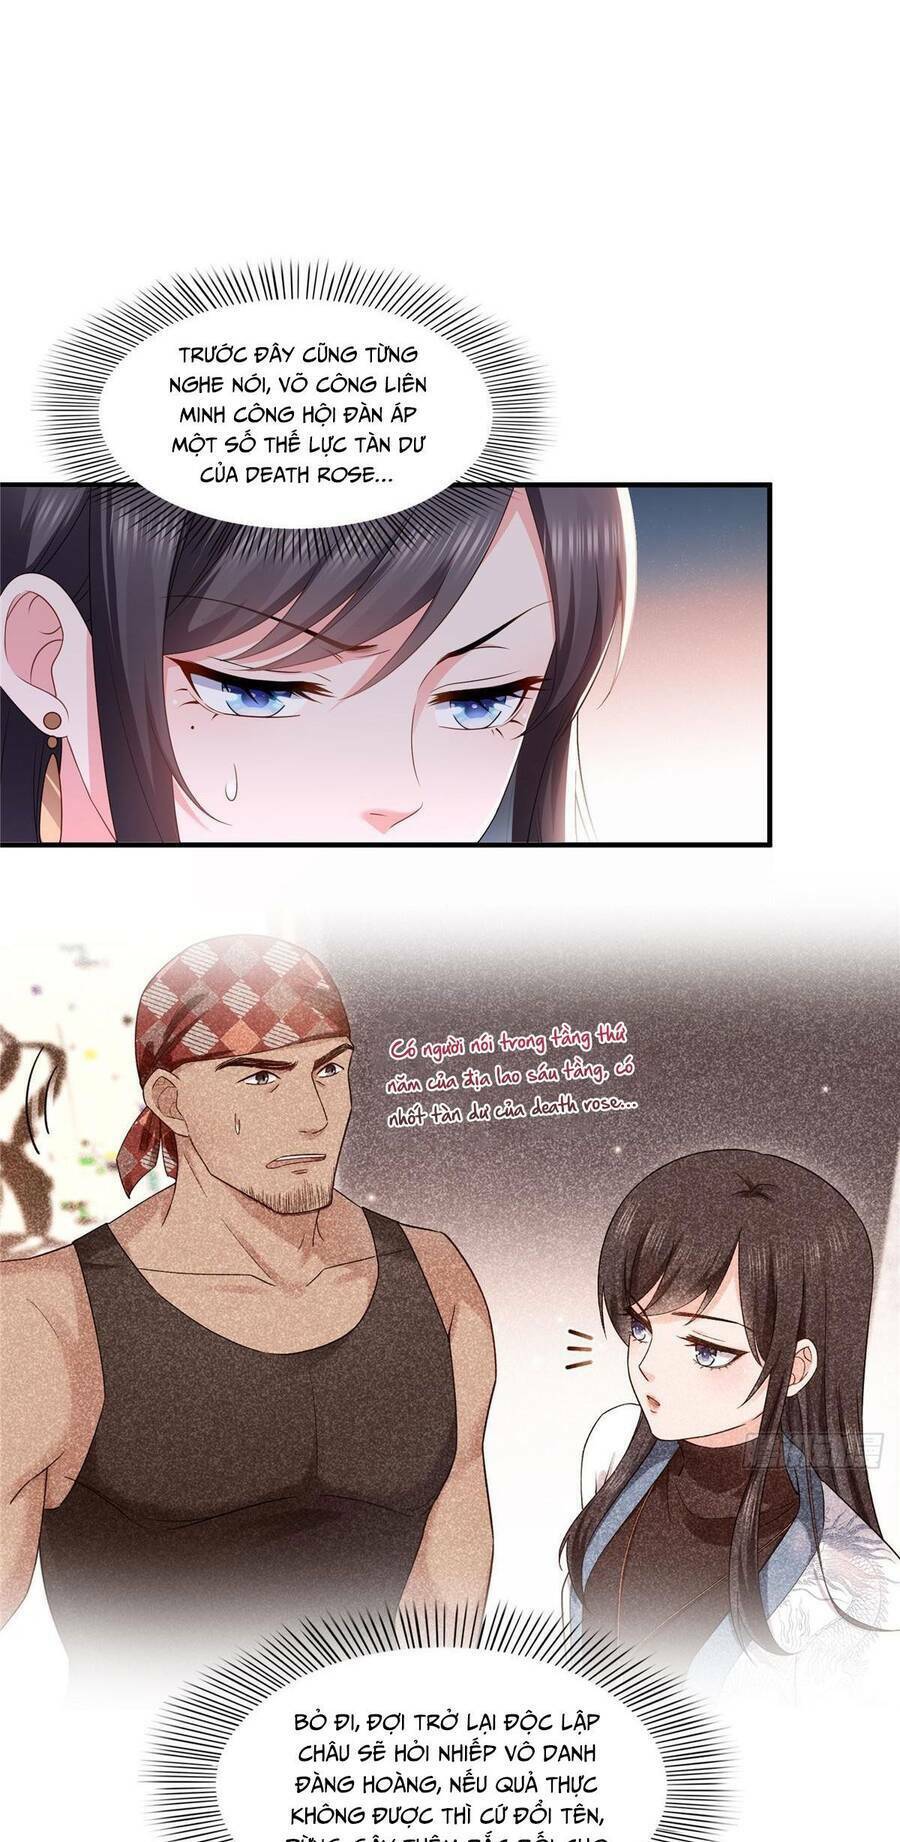 TRƯỚC ĐÂY CŨNG TỪNG
NGHE NÓI, VÕ CÔNG LIÊN
MINH CÔNG HỘI ĐÀN ÁP
MỘT SỐ THẾ LỰC TÀN DƯ
CỦA DEATH ROSE...
Có người nói trong tầng thứ
năm của địa lao sáu tầng, có
nhốt tàn dư của death rose...
BỎ ĐI, ĐỢI TRỞ LẠI ĐỘC LẬP
CHÂU SẼ HỎI NHIẾP VÔ DANH
ĐÀNG HOÀNG, NẾU QUẢ THỰC
KHÔNG ĐƯỢC THÌ CỨ ĐỔI TÊN,